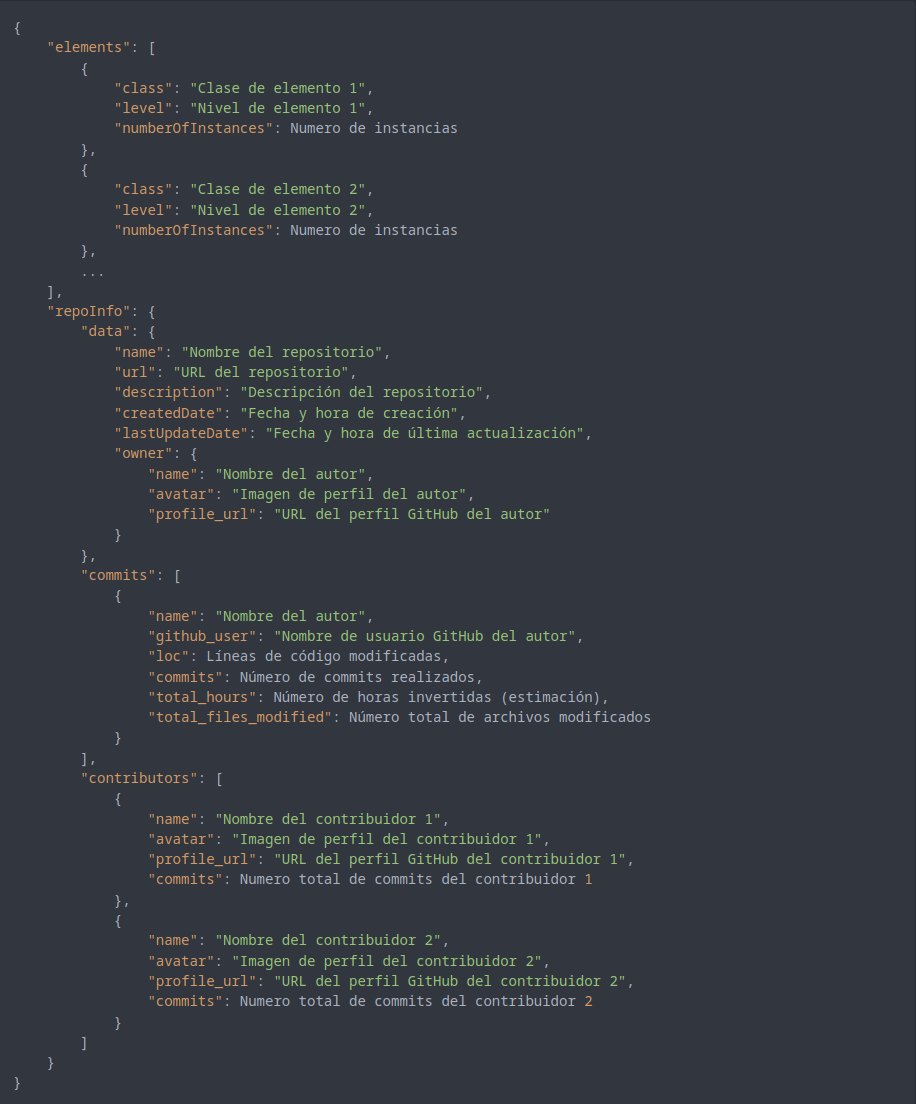 {
    "elements": [
        {
            "class": "Clase de elemento 1",
            "level": "Nivel de elemento 1",
            "numberOfInstances": Numero de instancias
        },
        {
            "class": "Clase de elemento 2",
            "level": "Nivel de elemento 2",
            "numberOfInstances": Numero de instancias
        },
        ...
    ],
    "repoInfo": {
        "data": {
            "name": "Nombre del repositorio",
            "url": "URL del repositorio",
            "description": "Descripción del repositorio",
            "createdDate": "Fecha y hora de creación",
            "lastUpdateDate": "Fecha y hora de última actualización",
            "owner": {
                "name": "Nombre del autor",
                "avatar": "Imagen de perfil del autor",
                "profile_url": "URL del perfil GitHub del autor"
            }
        },
        "commits": [
            {
                "name": "Nombre del autor",
                "github_user": "Nombre de usuario GitHub del autor",
                "loc": Líneas de código modificadas,
                "commits": Número de commits realizados,
                "total_hours": Número de horas invertidas (estimación),
                "total_files_modified": Número total de archivos modificados
            }
        ],
        "contributors": [
            {
                "name": "Nombre del contribuidor 1",
                "avatar": "Imagen de perfil del contribuidor 1",
                "profile_url": "URL del perfil GitHub del contribuidor 1",
                "commits": Numero total de commits del contribuidor 1
            },
            {
                "name": "Nombre del contribuidor 2",
                "avatar": "Imagen de perfil del contribuidor 2",
                "profile_url": "URL del perfil GitHub del contribuidor 2",
                "commits": Numero total de commits del contribuidor 2
            }
        ]
    }
}